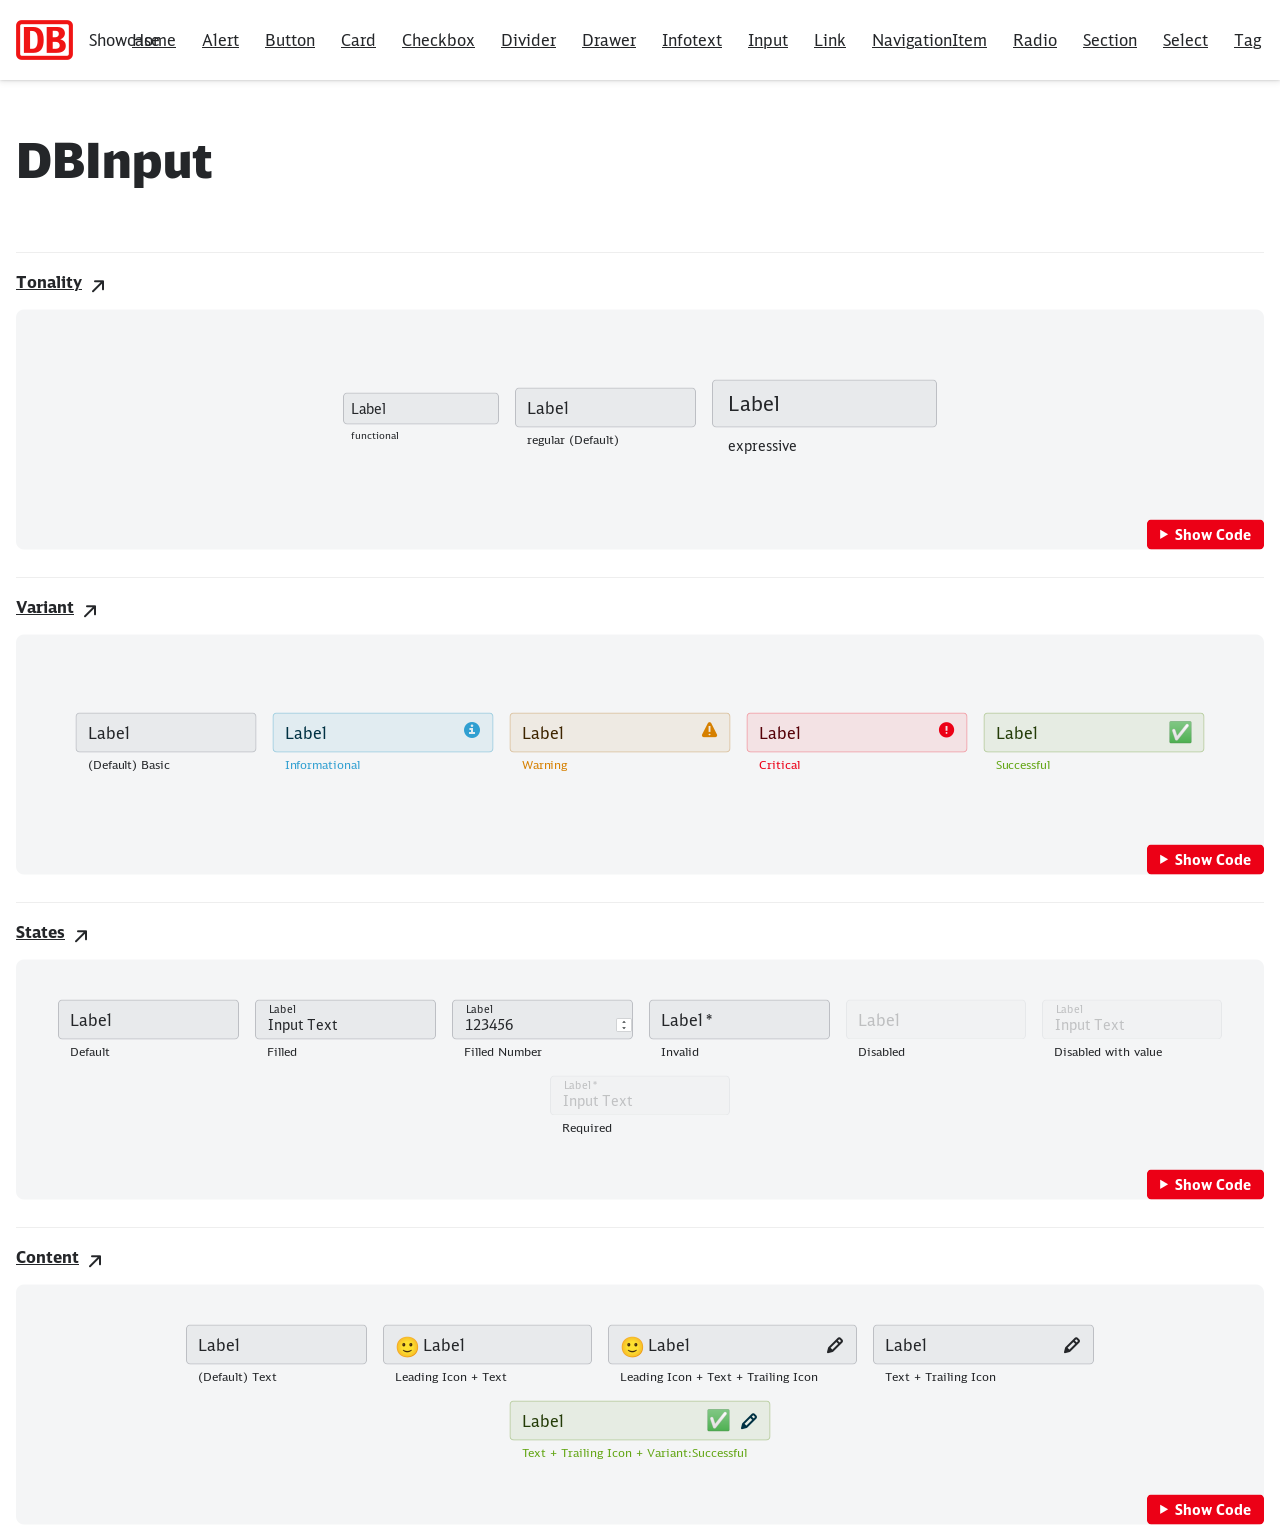 DB Showcase Home Alert Button Card Checkbox Divider Drawer Infotext Input Link NavigationItem Radio Section Select Tag
DBInput
Tonality
Label Label Label
functional regular (Default) expressive
Show Code
Variant
Label Label Label Label Label
(Default) Basic Informational Warning Critical Successful
Show Code
States
Label Label Label Label * Label Label
Input Text 123456 Input Text
Default Filled Filled Number Invalid Disabled Disabled with value
Label *
Input Text
Required
Show Code
Content
Label Label Label Label
(Default) Text Leading Icon + Text Leading Icon + Text + Trailing Icon Text + Trailing Icon
Label
Text + Trailing Icon + Variant:Successful
Show Code